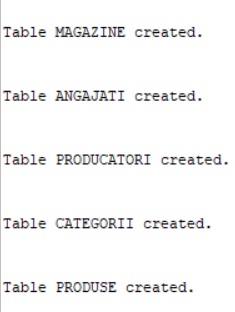 Table MAGAZINE created.
Table ANGAJATI created.
Table PRODUCATORI created.
Table CATEGORII created.
Table PRODUSE created.